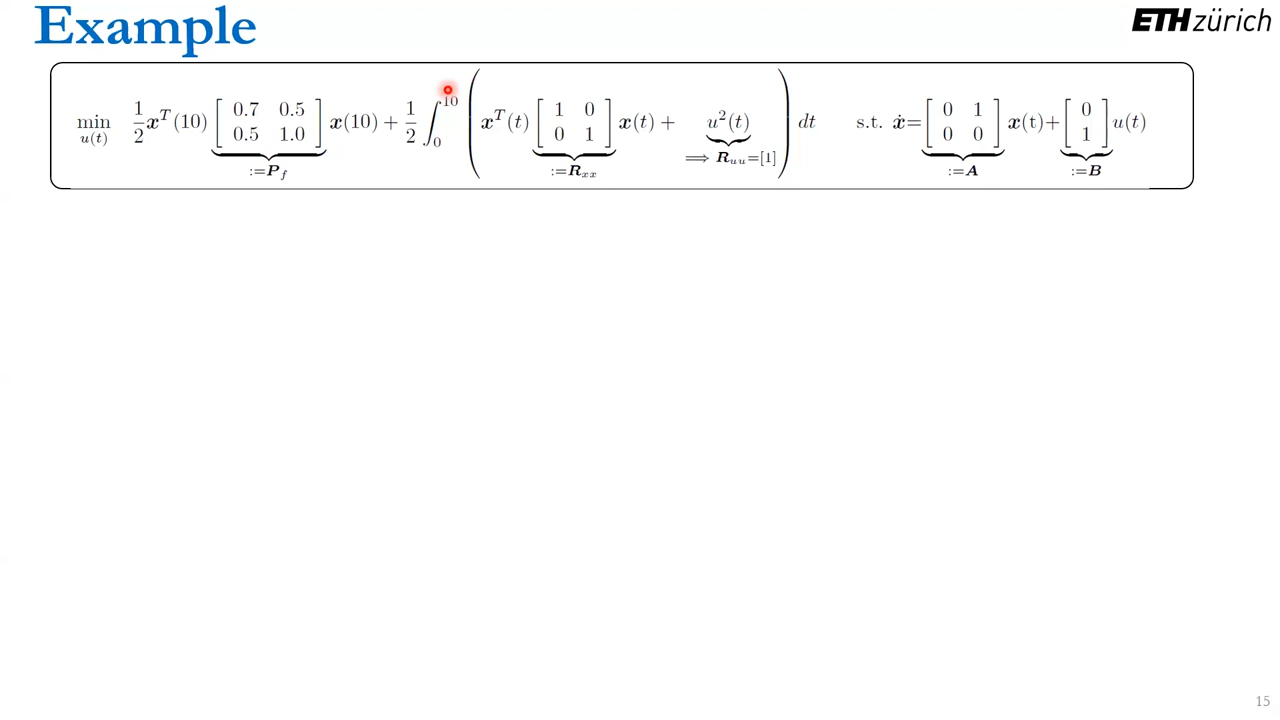 Example
ETH zürich
min u(t) 1/2 x^T(10) [0.7 0.5; 0.5 1.0] x(10) + 1/2 ∫_0^10 ( x^T(t) [1 0; 0 1] x(t) + u²(t) ) dt s.t. ẋ= [0 1; 0 0] x(t)+ [0; 1] u(t)
:=P_f :=R_xx ⟹ R_uu=[1] :=A :=B
15